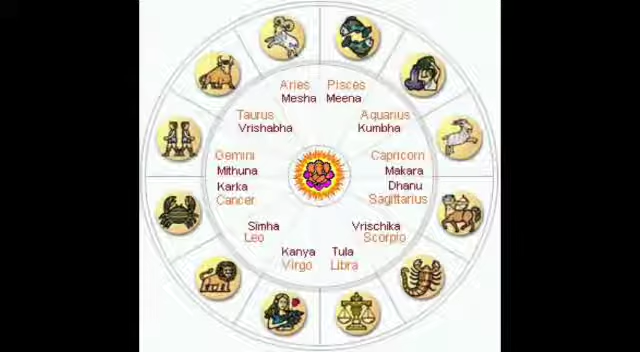 Aries Pisces
Mesha Meena
Taurus Aquarius
Vrishabha Kumbha
Gemini Capricorn
Mithuna Makara
Karka Dhanu
Cancer Sagittarius
Simha Vrischika
Leo Scorpio
Kanya Tula
Virgo Libra